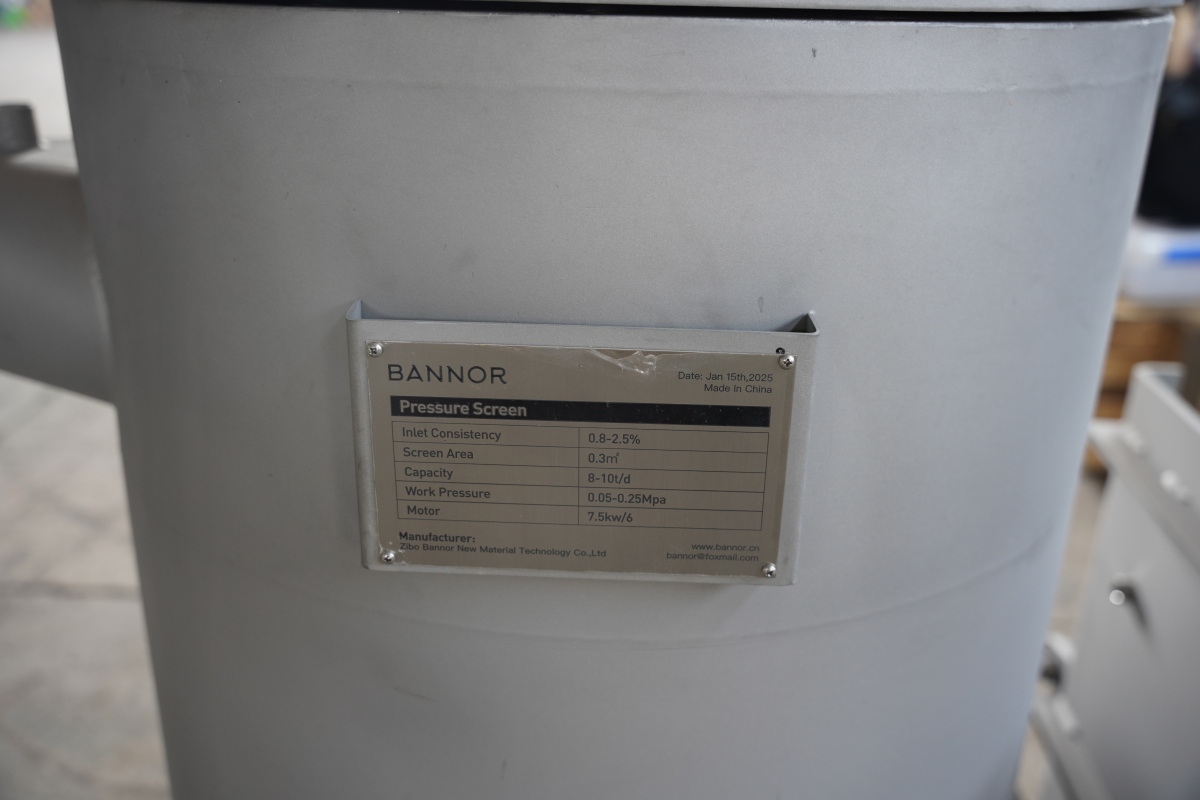 BANNOR
Date: Jan 15th,2025
Made In China
Pressure Screen
Inlet Consistency 0.8-2.5%
Screen Area 0.3㎡
Capacity 8-10t/d
Work Pressure 0.05-0.25Mpa
Motor 7.5kw/6
Manufacturer:
Zibo Bannor New Material Technology Co.,Ltd
www.bannor.cn
bannor@foxmail.com